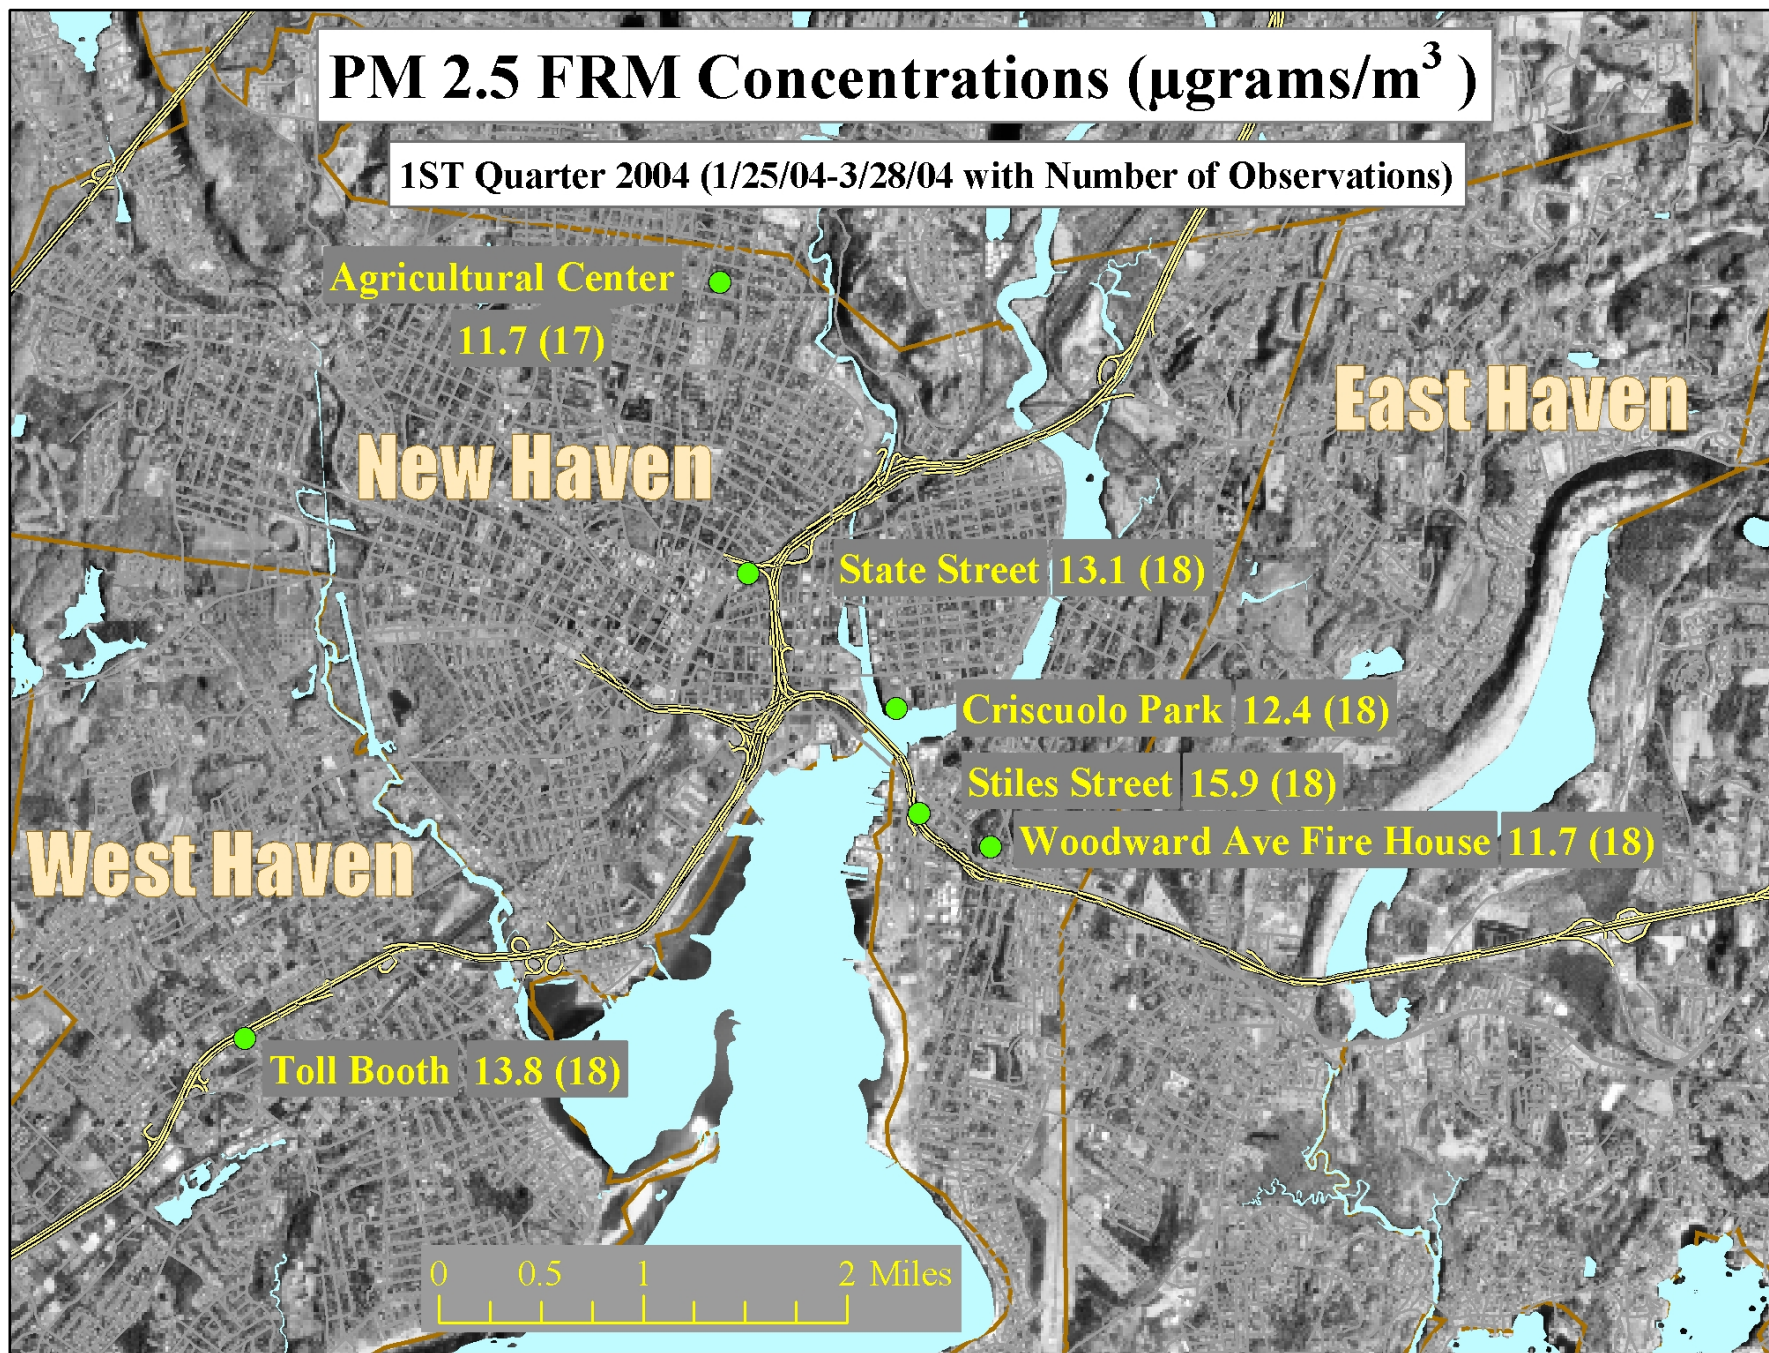 PM 2.5 FRM Concentrations (µgrams/m³ )
1ST Quarter 2004 (1/25/04-3/28/04 with Number of Observations)
Agricultural Center
11.7 (17)
East Haven
New Haven
State Street 13.1 (18)
Criscuolo Park 12.4 (18)
Stiles Street 15.9 (18)
Woodward Ave Fire House 11.7 (18)
West Haven
Toll Booth 13.8 (18)
0 0.5 1 2 Miles